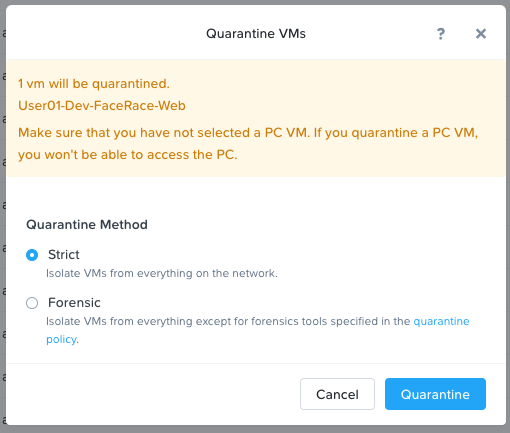 Quarantine VMs ? ×
1 vm will be quarantined.
User01-Dev-FaceRace-Web
Make sure that you have not selected a PC VM. If you quarantine a PC VM,
you won't be able to access the PC.
Quarantine Method
Strict
Isolate VMs from everything on the network.
Forensic
Isolate VMs from everything except for forensics tools specified in the quarantine
policy.
Cancel Quarantine